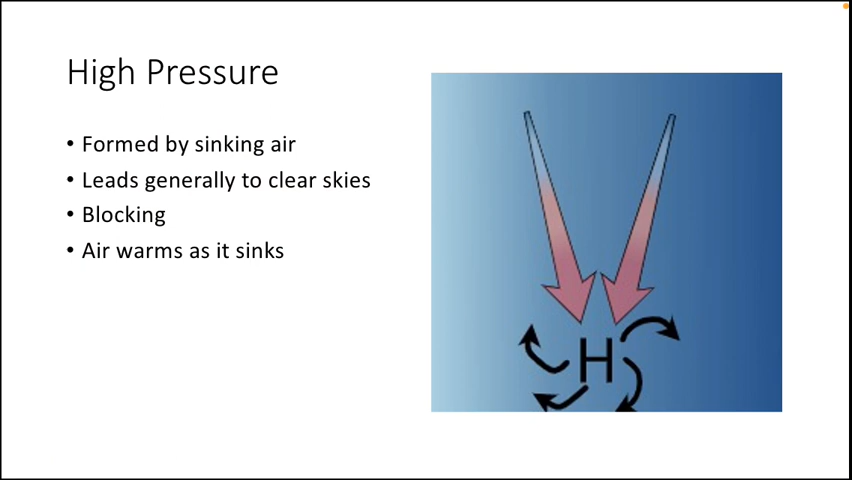 High Pressure
• Formed by sinking air
• Leads generally to clear skies
• Blocking
• Air warms as it sinks
H